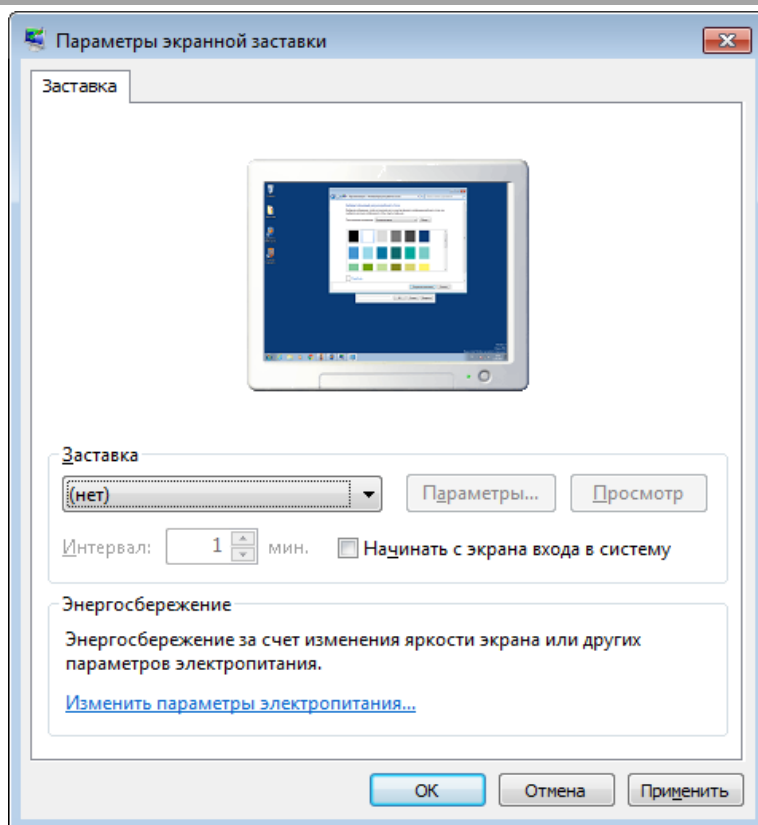 Параметры экранной заставки
Заставка
Заставка
(нет)
Параметры...
Просмотр
Интервал:
1
мин.
Начинать с экрана входа в систему
Энергосбережение
Энергосбережение за счет изменения яркости экрана или других
параметров электропитания.
Изменить параметры электропитания...
ОК
Отмена
Применить